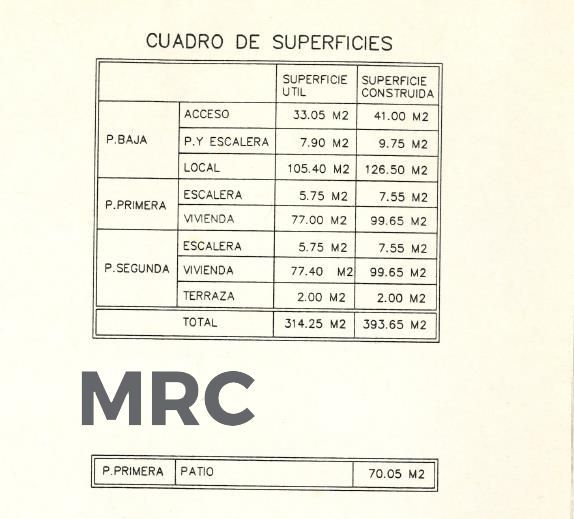 CUADRO DE SUPERFICIES
SUPERFICIE UTIL SUPERFICIE CONSTRUIDA
P.BAJA ACCESO 33.05 M2 41.00 M2
P.Y ESCALERA 7.90 M2 9.75 M2
LOCAL 105.40 M2 126.50 M2
P.PRIMERA ESCALERA 5.75 M2 7.55 M2
VIVIENDA 77.00 M2 99.65 M2
P.SEGUNDA ESCALERA 5.75 M2 7.55 M2
VIVIENDA 77.40 M2 99.65 M2
TERRAZA 2.00 M2 2.00 M2
TOTAL 314.25 M2 393.65 M2
MRC
P.PRIMERA PATIO 70.05 M2